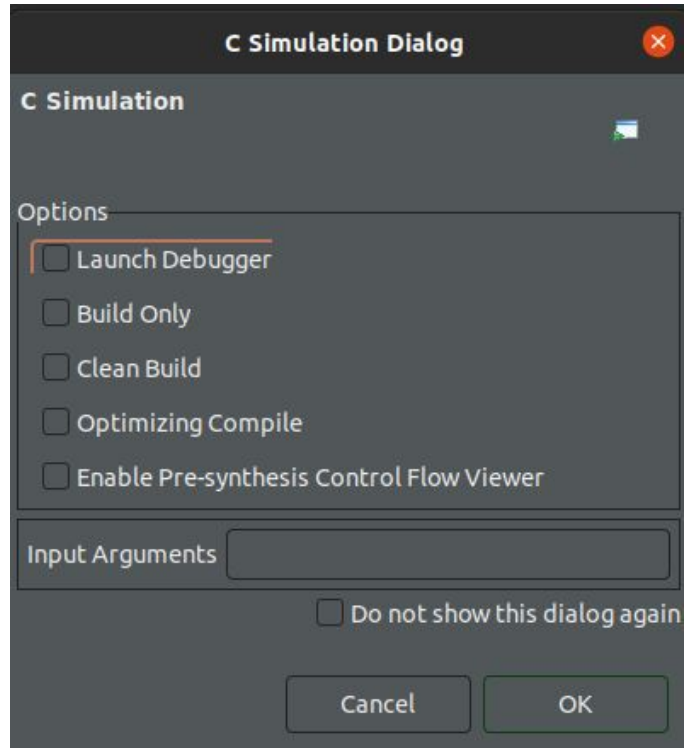 C Simulation Dialog
C Simulation
Options
Launch Debugger
Build Only
Clean Build
Optimizing Compile
Enable Pre-synthesis Control Flow Viewer
Input Arguments
Do not show this dialog again
Cancel OK